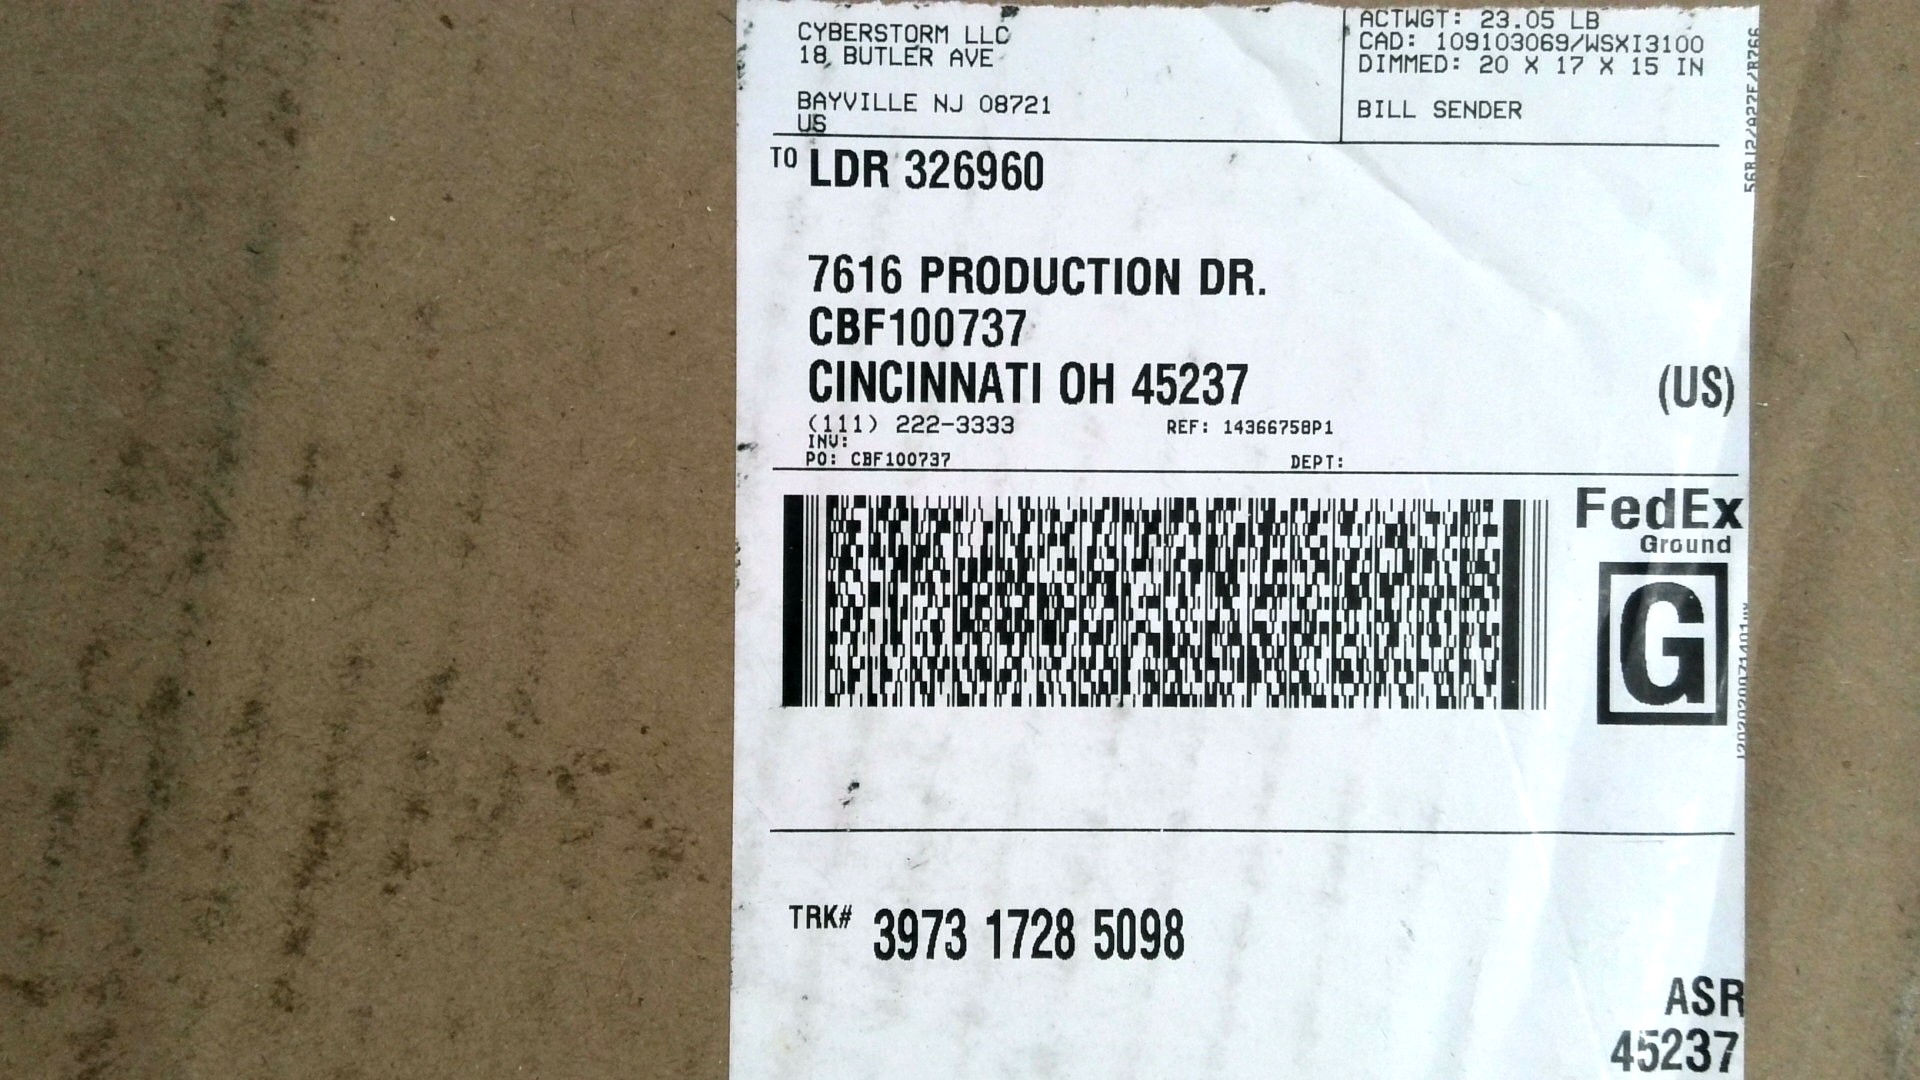 CYBERSTORM LLC
18 BUTLER AVE
BAYVILLE NJ 08721
US
ACTWGT: 23.05 LB
CAD: 109103069/WSXI3100
DIMMED: 20 X 17 X 15 IN
BILL SENDER
TO LDR 326960
7616 PRODUCTION DR.
CBF100737
CINCINNATI OH 45237
(US)
(111) 222-3333
REF: 14366758P1
INV:
PO: CBF100737
DEPT:
FedEx
Ground
G
TRK# 3973 1728 5098
ASR
45237